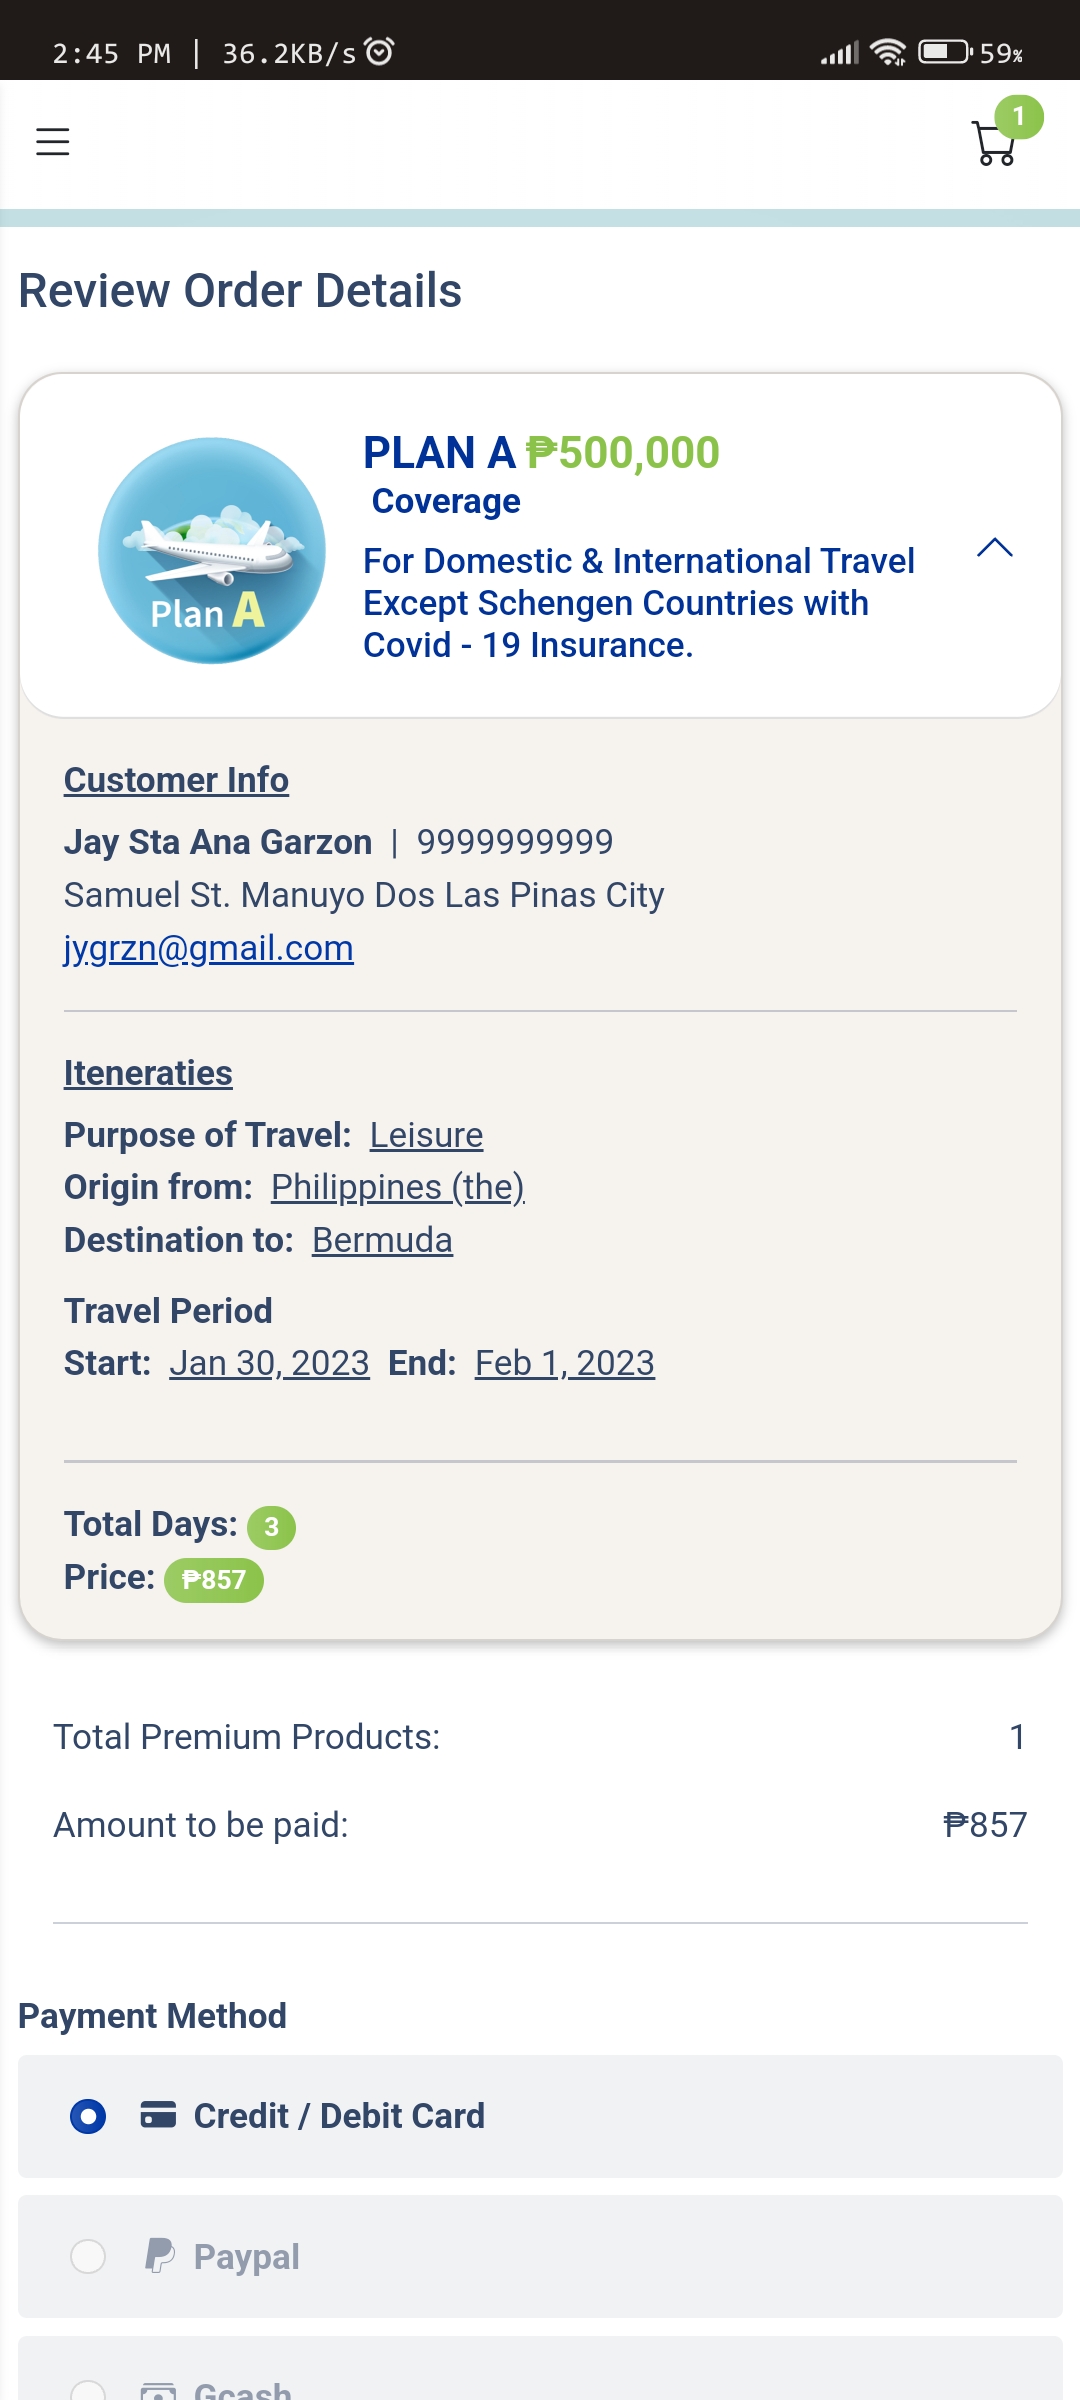 2:45 PM | 36.2KB/s 59%
1
Review Order Details
PLAN A ₱500,000
Coverage
For Domestic & International Travel
Except Schengen Countries with
Covid - 19 Insurance.
Plan A
Customer Info
Jay Sta Ana Garzon | 9999999999
Samuel St. Manuyo Dos Las Pinas City
jygrzn@gmail.com
Iteneraties
Purpose of Travel: Leisure
Origin from: Philippines (the)
Destination to: Bermuda
Travel Period
Start: Jan 30, 2023 End: Feb 1, 2023
Total Days: 3
Price: ₱857
Total Premium Products: 1
Amount to be paid: ₱857
Payment Method
Credit / Debit Card
Paypal
Gcash